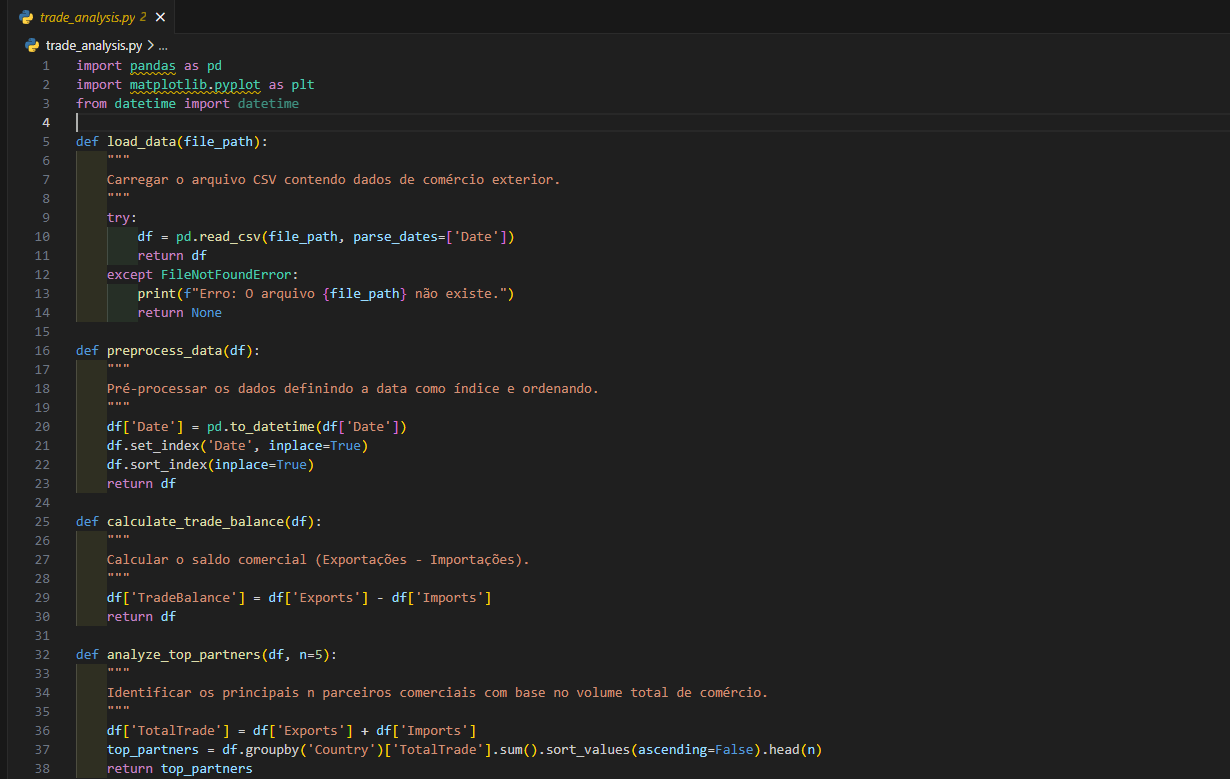 trade_analysis.py 2 ×
trade_analysis.py > ...
1 import pandas as pd
2 import matplotlib.pyplot as plt
3 from datetime import datetime
4
5 def load_data(file_path):
6     """
7     Carregar o arquivo CSV contendo dados de comércio exterior.
8     """
9     try:
10         df = pd.read_csv(file_path, parse_dates=['Date'])
11         return df
12     except FileNotFoundError:
13         print(f"Erro: O arquivo {file_path} não existe.")
14         return None
15
16 def preprocess_data(df):
17     """
18     Pré-processar os dados definindo a data como índice e ordenando.
19     """
20     df['Date'] = pd.to_datetime(df['Date'])
21     df.set_index('Date', inplace=True)
22     df.sort_index(inplace=True)
23     return df
24
25 def calculate_trade_balance(df):
26     """
27     Calcular o saldo comercial (Exportações - Importações).
28     """
29     df['TradeBalance'] = df['Exports'] - df['Imports']
30     return df
31
32 def analyze_top_partners(df, n=5):
33     """
34     Identificar os principais n parceiros comerciais com base no volume total de comércio.
35     """
36     df['TotalTrade'] = df['Exports'] + df['Imports']
37     top_partners = df.groupby('Country')['TotalTrade'].sum().sort_values(ascending=False).head(n)
38     return top_partners